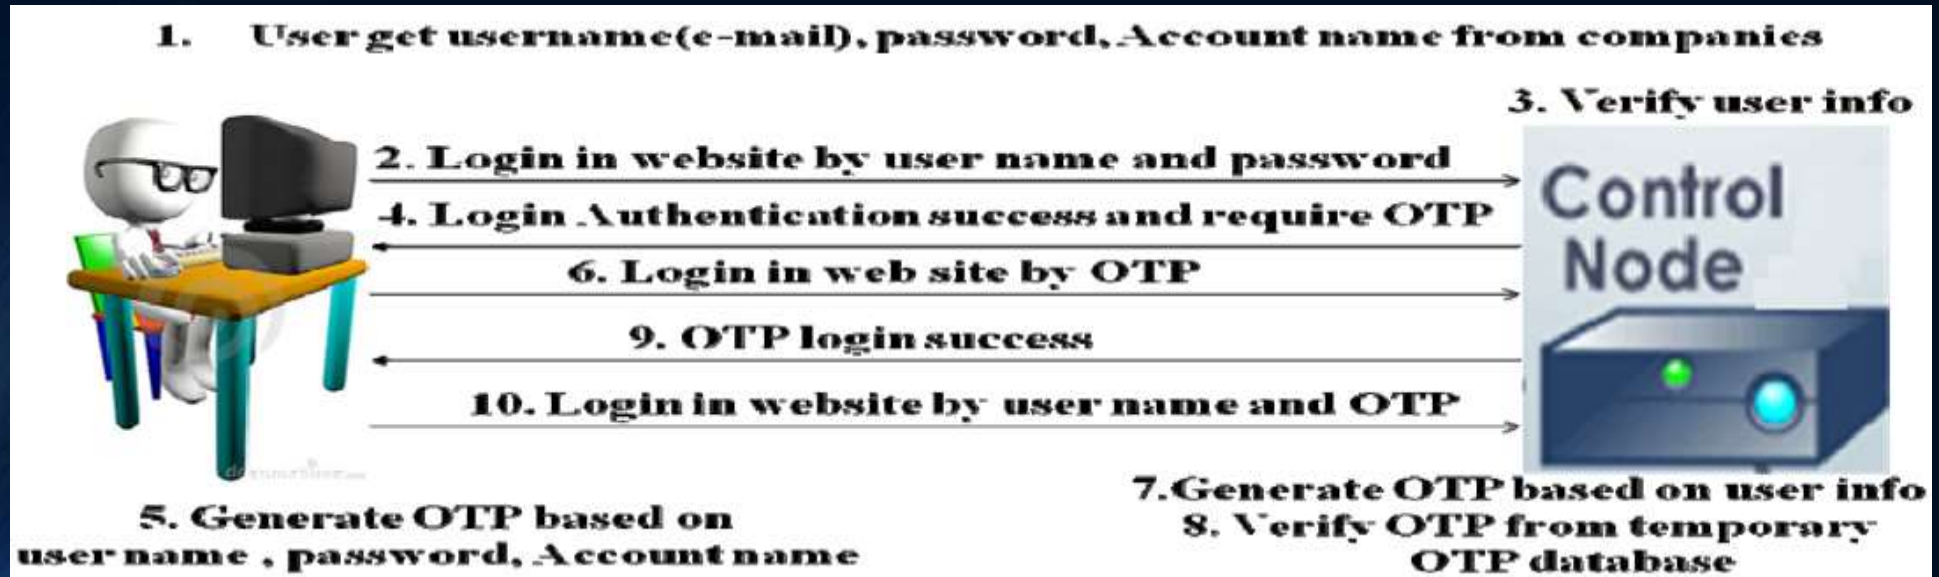 1. User get username(e-mail), password, Account name from companies
3. Verify user info
2. Login in website by user name and password
4. Login Authentication success and require OTP
6. Login in web site by OTP
9. OTP login success
10. Login in website by user name and OTP
Control
Node
5. Generate OTP based on
user name , password, Account name
7.Generate OTP based on user info
8. Verify OTP from temporary
OTP database